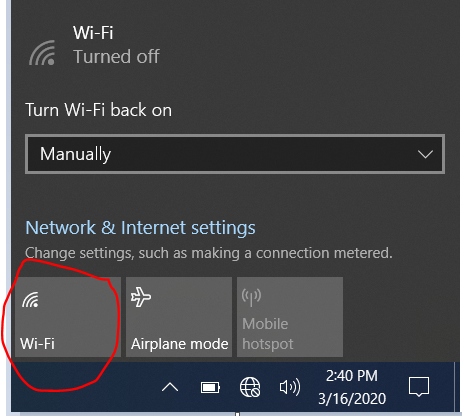 Wi-Fi
Turned off
Turn Wi-Fi back on
Manually
Network & Internet settings
Change settings, such as making a connection metered.
Wi-Fi
Airplane mode
Mobile
hotspot
2:40 PM
3/16/2020